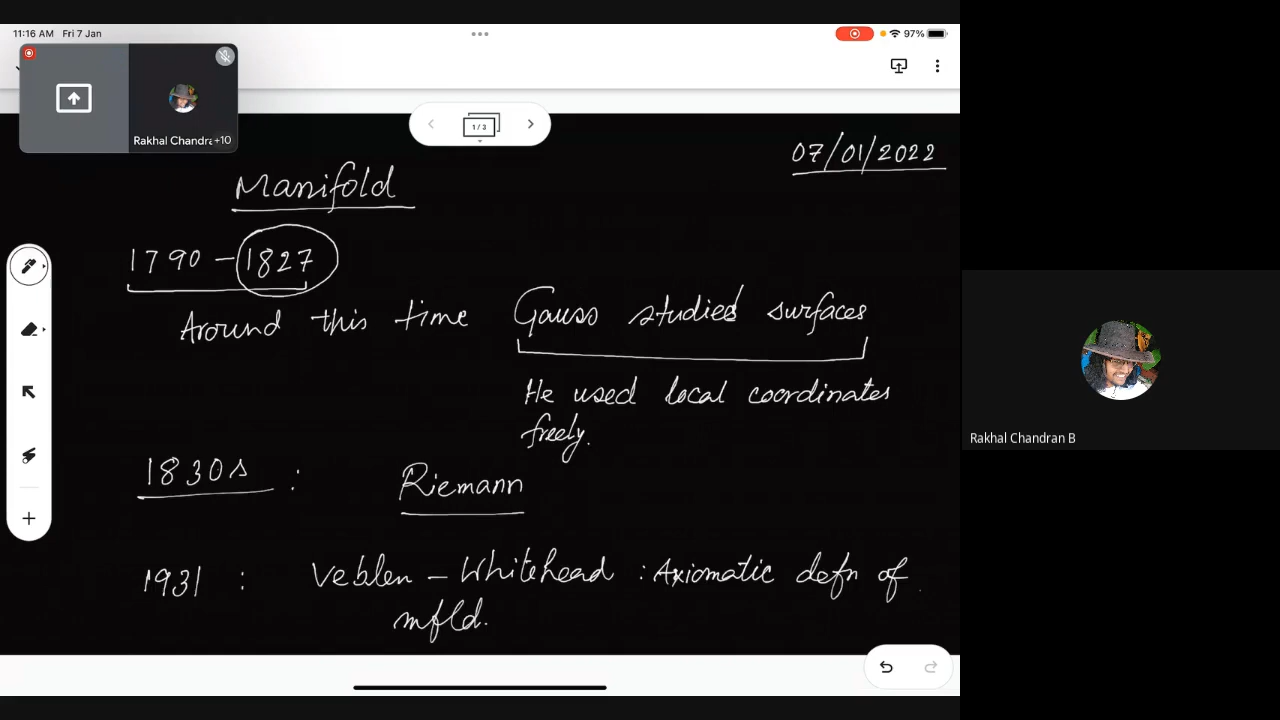 11:16 AM Fri 7 Jan
97%
Rakhal Chandra +10
1 / 3
07/01/2022
Manifold
1790 - 1827
Around this time Gauss studied surfaces
He used local coordinates
freely.
1830s : Riemann
1931 : Veblen - Whitehead : Axiomatic defn of
mfld.
Rakhal Chandran B